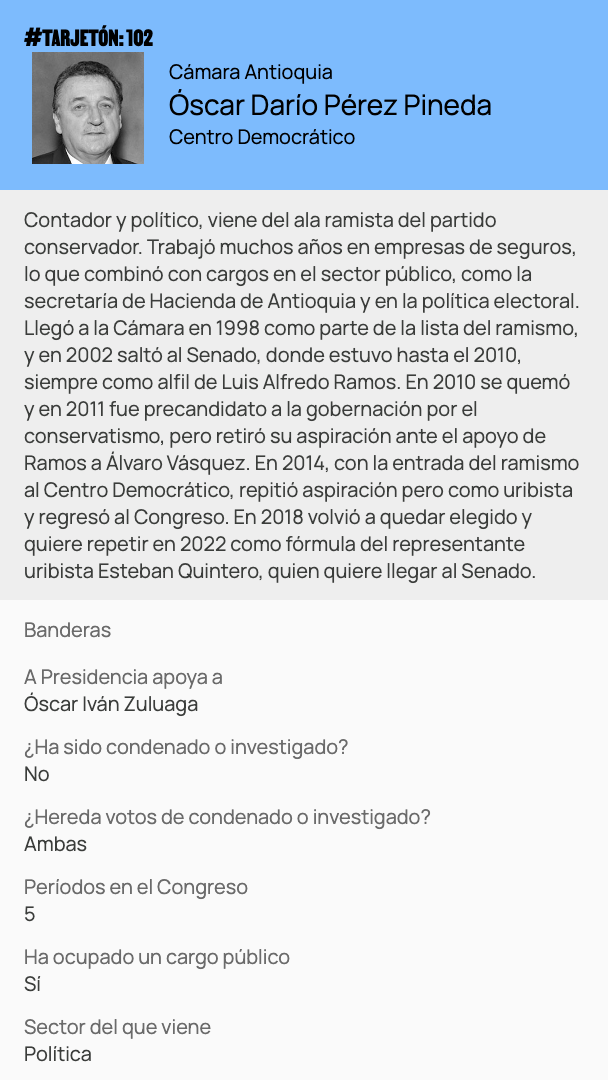 #TARJETÓN: 102
Cámara Antioquia
Óscar Darío Pérez Pineda
Centro Democrático
Contador y político, viene del ala ramista del partido
conservador. Trabajó muchos años en empresas de seguros,
lo que combinó con cargos en el sector público, como la
secretaría de Hacienda de Antioquia y en la política electoral.
Llegó a la Cámara en 1998 como parte de la lista del ramismo,
y en 2002 saltó al Senado, donde estuvo hasta el 2010,
siempre como alfil de Luis Alfredo Ramos. En 2010 se quemó
y en 2011 fue precandidato a la gobernación por el
conservatismo, pero retiró su aspiración ante el apoyo de
Ramos a Álvaro Vásquez. En 2014, con la entrada del ramismo
al Centro Democrático, repitió aspiración pero como uribista
y regresó al Congreso. En 2018 volvió a quedar elegido y
quiere repetir en 2022 como fórmula del representante
uribista Esteban Quintero, quien quiere llegar al Senado.
Banderas
A Presidencia apoya a
Óscar Iván Zuluaga
¿Ha sido condenado o investigado?
No
¿Hereda votos de condenado o investigado?
Ambas
Períodos en el Congreso
5
Ha ocupado un cargo público
Sí
Sector del que viene
Política